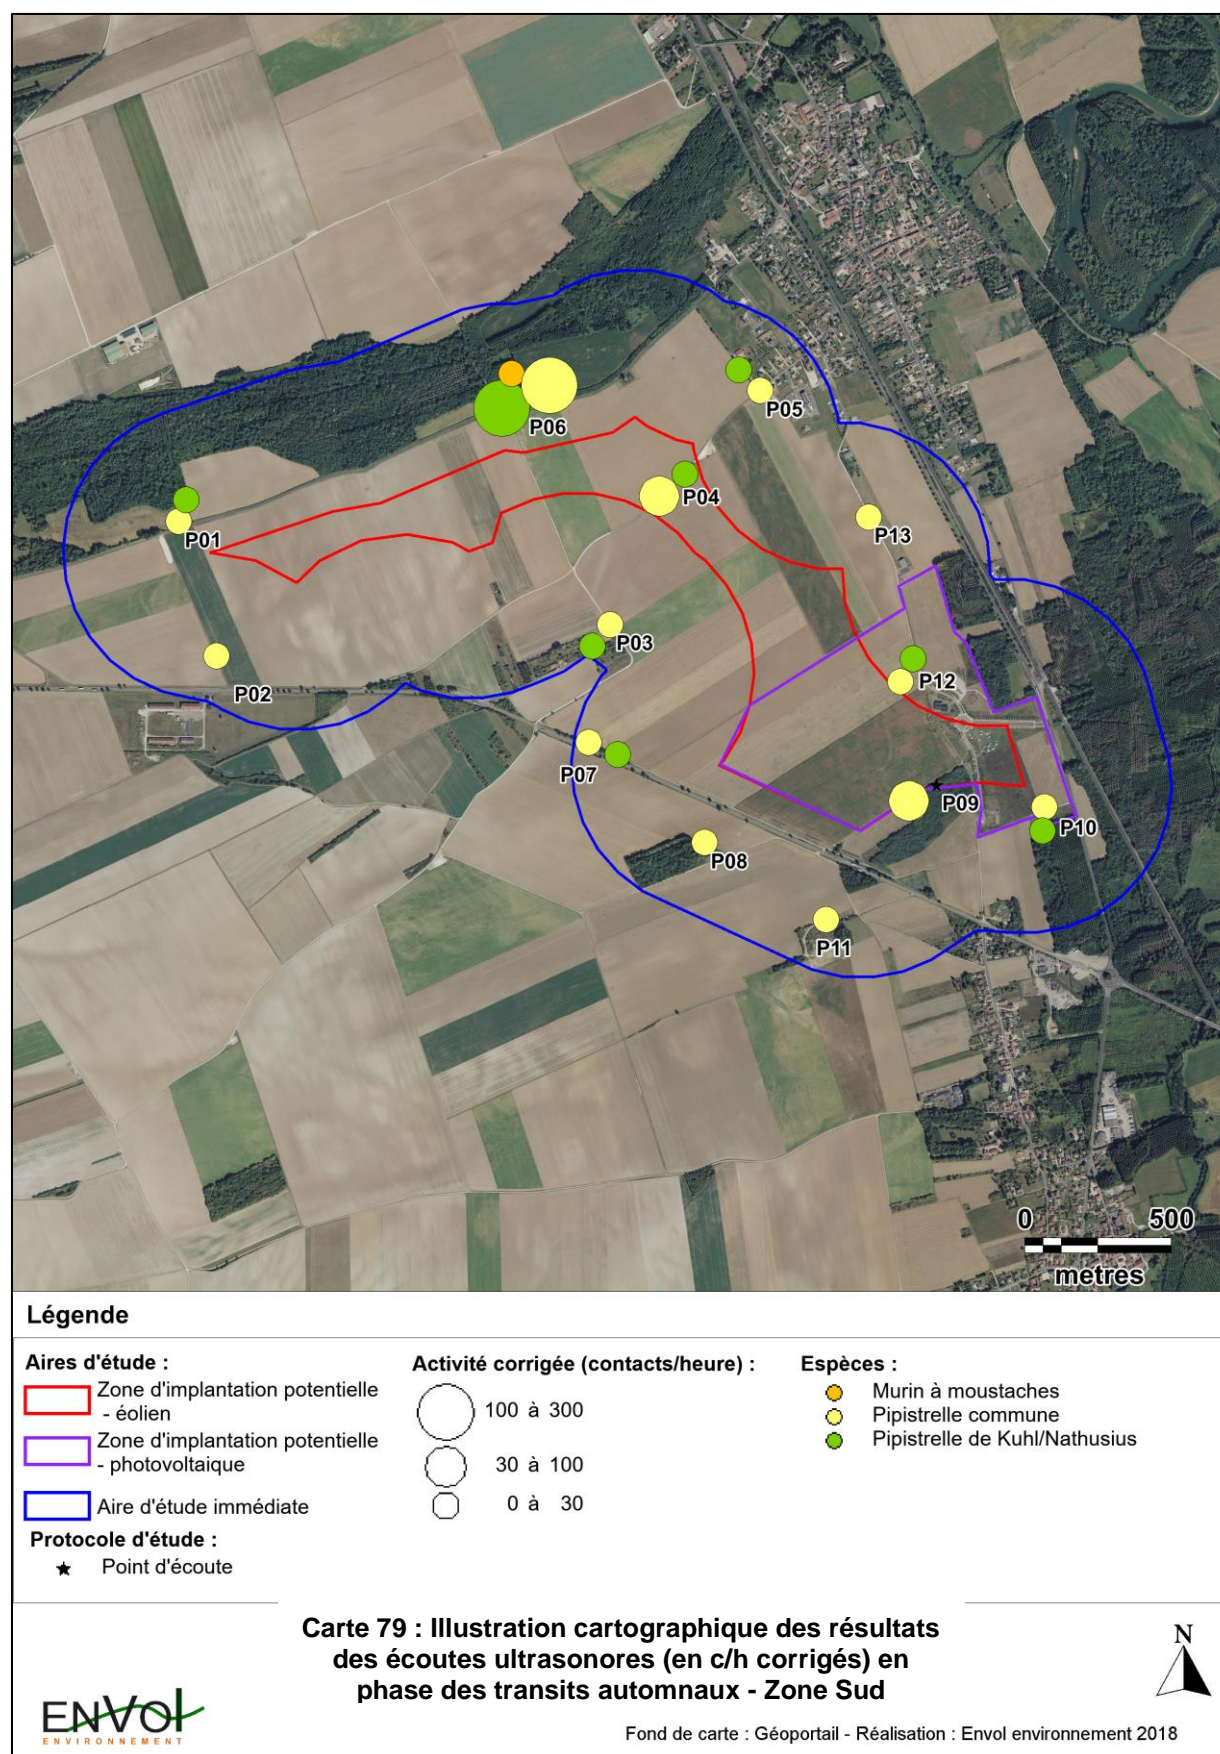 P06
P05
P01
P04
P13
P03
P02
P12
P07
P09
P10
P08
P11
0 500
metres
Légende
Aires d'étude :
Zone d'implantation potentielle
- éolien
Zone d'implantation potentielle
- photovoltaique
Aire d'étude immédiate
Protocole d'étude :
Point d'écoute
Activité corrigée (contacts/heure) :
100 à 300
30 à 100
0 à 30
Espèces :
Murin à moustaches
Pipistrelle commune
Pipistrelle de Kuhl/Nathusius
Carte 79 : Illustration cartographique des résultats
des écoutes ultrasonores (en c/h corrigés) en
phase des transits automnaux - Zone Sud
N
ENVOL
ENVIRONNEMENT
Fond de carte : Géoportail - Réalisation : Envol environnement 2018